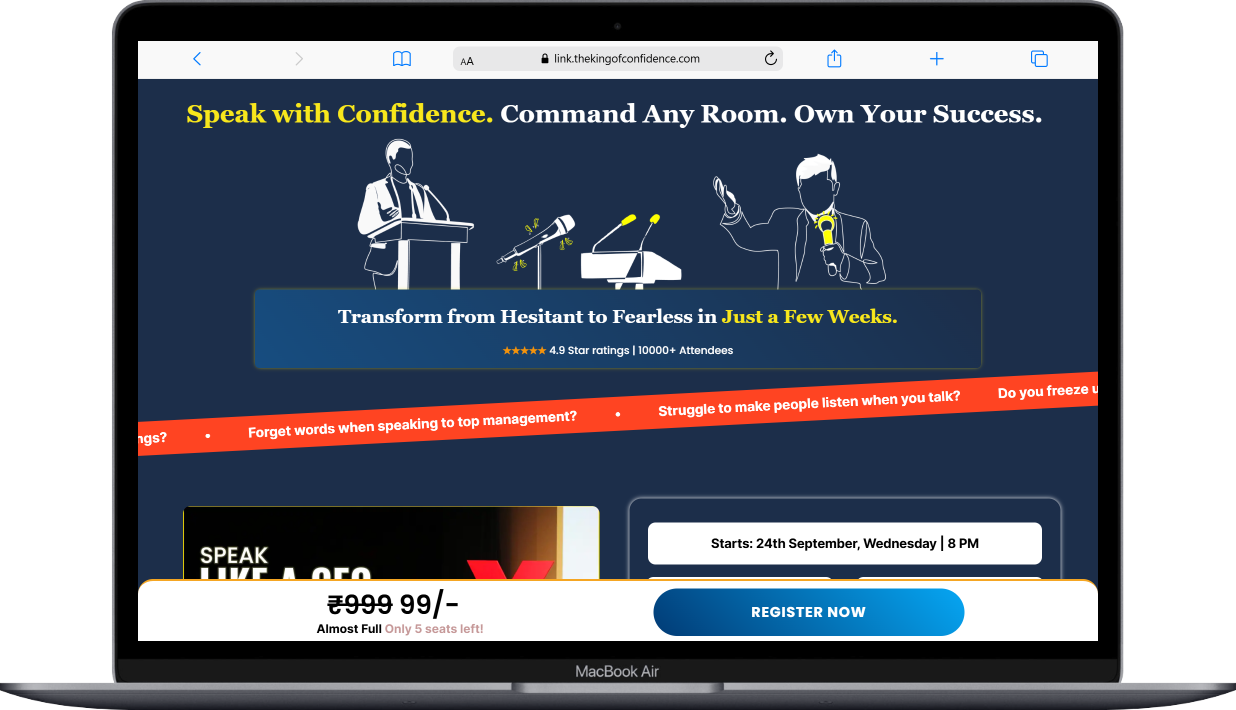 AA link.thekingofconfidence.com
Speak with Confidence. Command Any Room. Own Your Success.
Transform from Hesitant to Fearless in Just a Few Weeks.
★★★★★ 4.9 Star ratings | 10000+ Attendees
ngs? • Forget words when speaking to top management? • Struggle to make people listen when you talk? Do you freeze u
SPEAK
LIKE A CEO
Starts: 24th September, Wednesday | 8 PM
₹999 99/-
Almost Full Only 5 seats left!
REGISTER NOW
MacBook Air